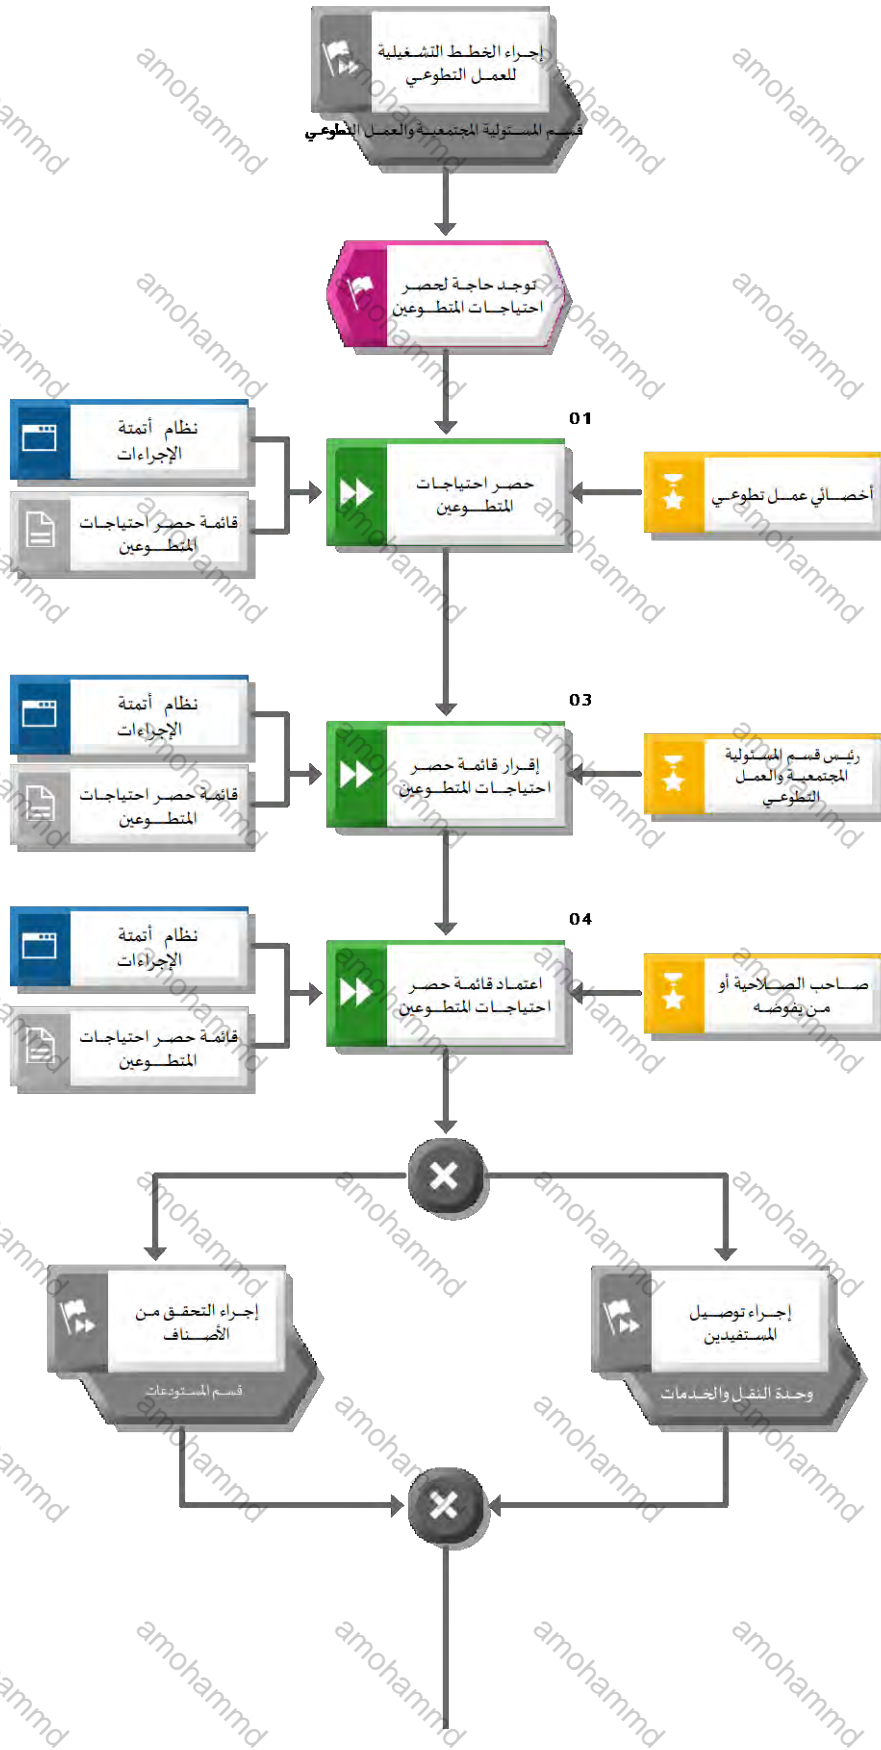 إجراء الخطط التشغيلية
للعمل التطوعي
قسم المسئولية المجتمعية والعمل التطوعي
توجد حاجة لحصر
احتياجات المتطوعين
01
نظام أتمتة
الإجراءات
قائمة حصر احتياجات
المتطوعين
حصر احتياجات
المتطوعين
أخصائي عمل تطوعي
03
نظام أتمتة
الإجراءات
قائمة حصر احتياجات
المتطوعين
إقرار قائمة حصر
احتياجات المتطوعين
رئيس قسم المسئولية
المجتمعية والعمل
التطوعي
04
نظام أتمتة
الإجراءات
قائمة حصر احتياجات
المتطوعين
اعتماد قائمة حصر
احتياجات المتطوعين
صاحب الصلاحية أو
من يفوضه
إجراء توصيل
المستفيدين
وحدة النقل والخدمات
إجراء التحقق من
الأصناف
قسم المستودعات
amohammd